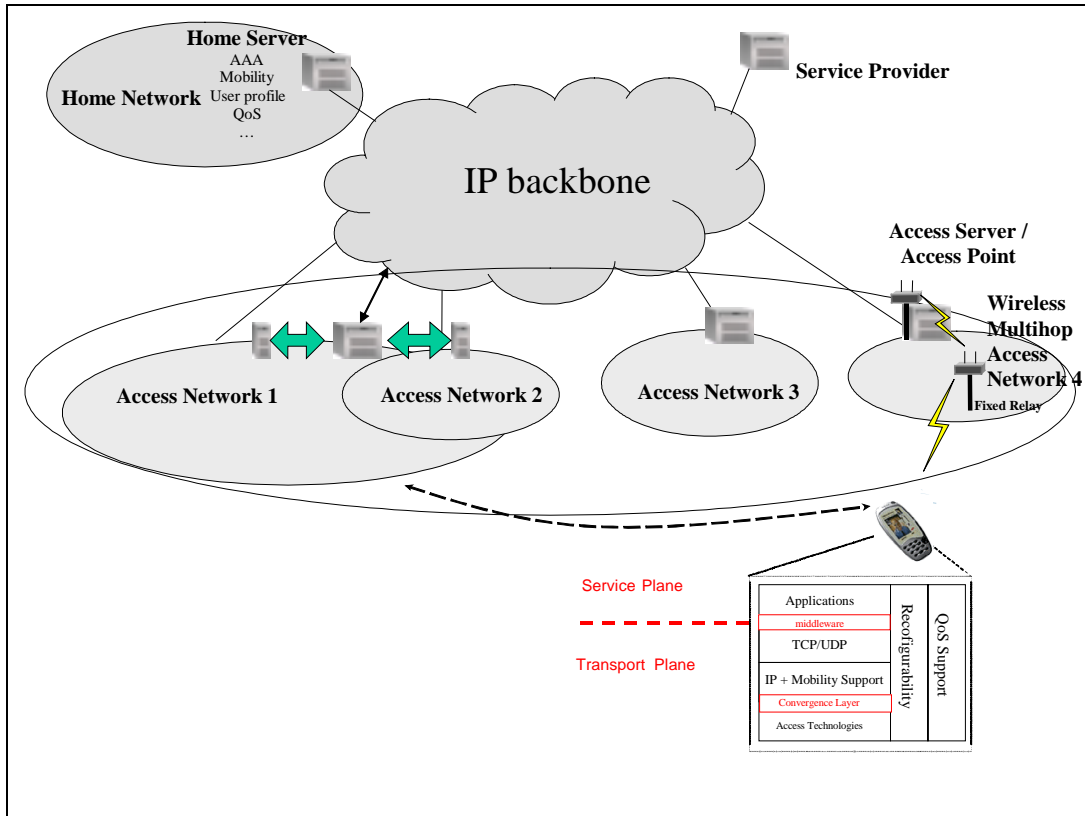 Home Server
AAA
Mobility
Home Network
User profile
QoS
…
Service Provider
IP backbone
Access Server /
Access Point
Wireless
Multihop
Access
Network 4
Fixed Relay
Access Network 1
Access Network 2
Access Network 3
Service Plane
Transport Plane
Applications
middleware
TCP/UDP
IP + Mobility Support
Convergence Layer
Access Technologies
Recofigurability
QoS Support